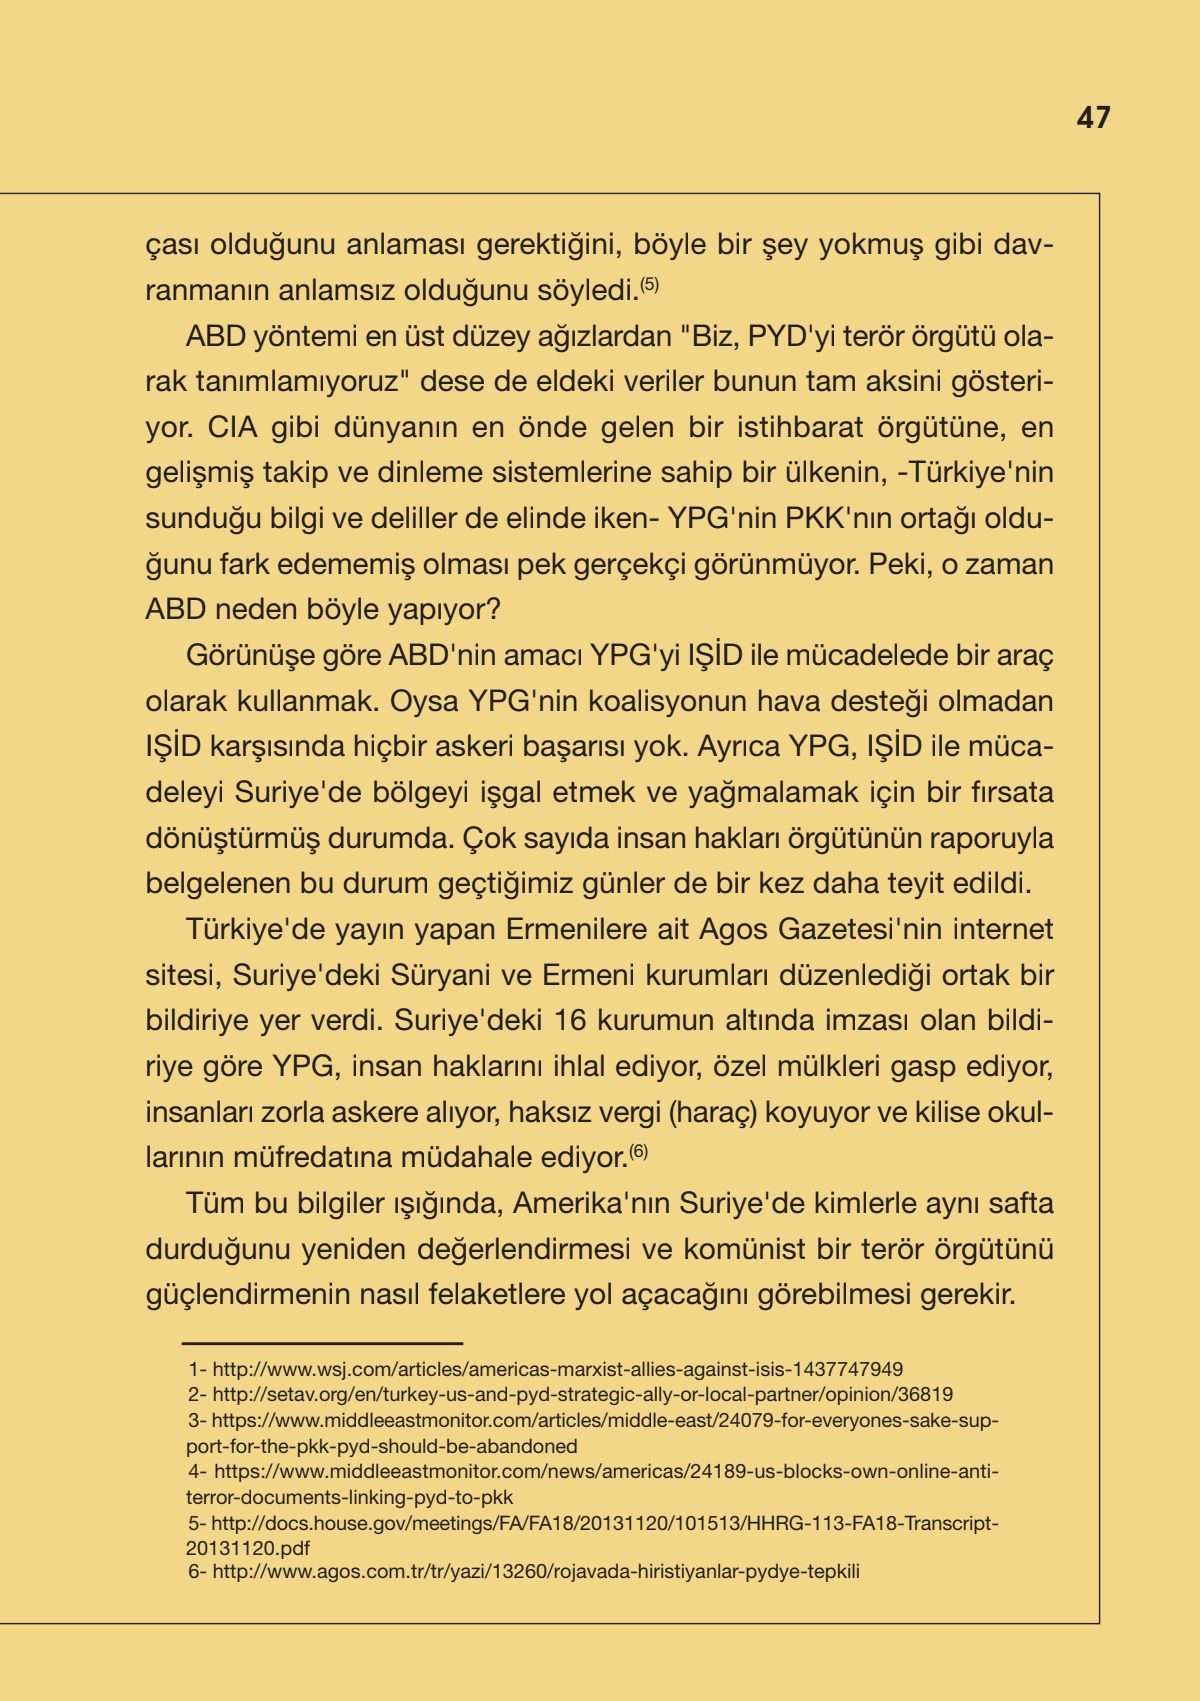 47
çası olduğunu anlaması gerektiğini, böyle bir şey yokmuş gibi dav-
ranmanın anlamsız olduğunu söyledi.(5)
ABD yöntemi en üst düzey ağızlardan "Biz, PYD'yi terör örgütü ola-
rak tanımlamıyoruz" dese de eldeki veriler bunun tam aksini gösteri-
yor. CIA gibi dünyanın en önde gelen bir istihbarat örgütüne, en
gelişmiş takip ve dinleme sistemlerine sahip bir ülkenin, -Türkiye'nin
sunduğu bilgi ve deliller de elinde iken- YPG'nin PKK'nın ortağı oldu-
ğunu fark edememiş olması pek gerçekçi görünmüyor. Peki, o zaman
ABD neden böyle yapıyor?
Görünüşe göre ABD'nin amacı YPG'yi IŞİD ile mücadelede bir araç
olarak kullanmak. Oysa YPG'nin koalisyonun hava desteği olmadan
IŞİD karşısında hiçbir askeri başarısı yok. Ayrıca YPG, IŞİD ile müca-
deleyi Suriye'de bölgeyi işgal etmek ve yağmalamak için bir fırsata
dönüştürmüş durumda. Çok sayıda insan hakları örgütünün raporuyla
belgelenen bu durum geçtiğimiz günler de bir kez daha teyit edildi.
Türkiye'de yayın yapan Ermenilere ait Agos Gazetesi'nin internet
sitesi, Suriye'deki Süryani ve Ermeni kurumları düzenlediği ortak bir
bildiriye yer verdi. Suriye'deki 16 kurumun altında imzası olan bildi-
riye göre YPG, insan haklarını ihlal ediyor, özel mülkleri gasp ediyor,
insanları zorla askere alıyor, haksız vergi (haraç) koyuyor ve kilise okul-
larının müfredatına müdahale ediyor.(6)
Tüm bu bilgiler ışığında, Amerika'nın Suriye'de kimlerle aynı safta
durduğunu yeniden değerlendirmesi ve komünist bir terör örgütünü
güçlendirmenin nasıl felaketlere yol açacağını görebilmesi gerekir.
1- http://www.wsj.com/articles/americas-marxist-allies-against-isis-1437747949
2- http://setav.org/en/turkey-us-and-pyd-strategic-ally-or-local-partner/opinion/36819
3- https://www.middleeastmonitor.com/articles/middle-east/24079-for-everyones-sake-sup-
port-for-the-pkk-pyd-should-be-abandoned
4- https://www.middleeastmonitor.com/news/americas/24189-us-blocks-own-online-anti-
terror-documents-linking-pyd-to-pkk
5- http://docs.house.gov/meetings/FA/FA18/20131120/101513/HHRG-113-FA18-Transcript-
20131120.pdf
6- http://www.agos.com.tr/tr/yazi/13260/rojavada-hiristiyanlar-pydye-tepkili